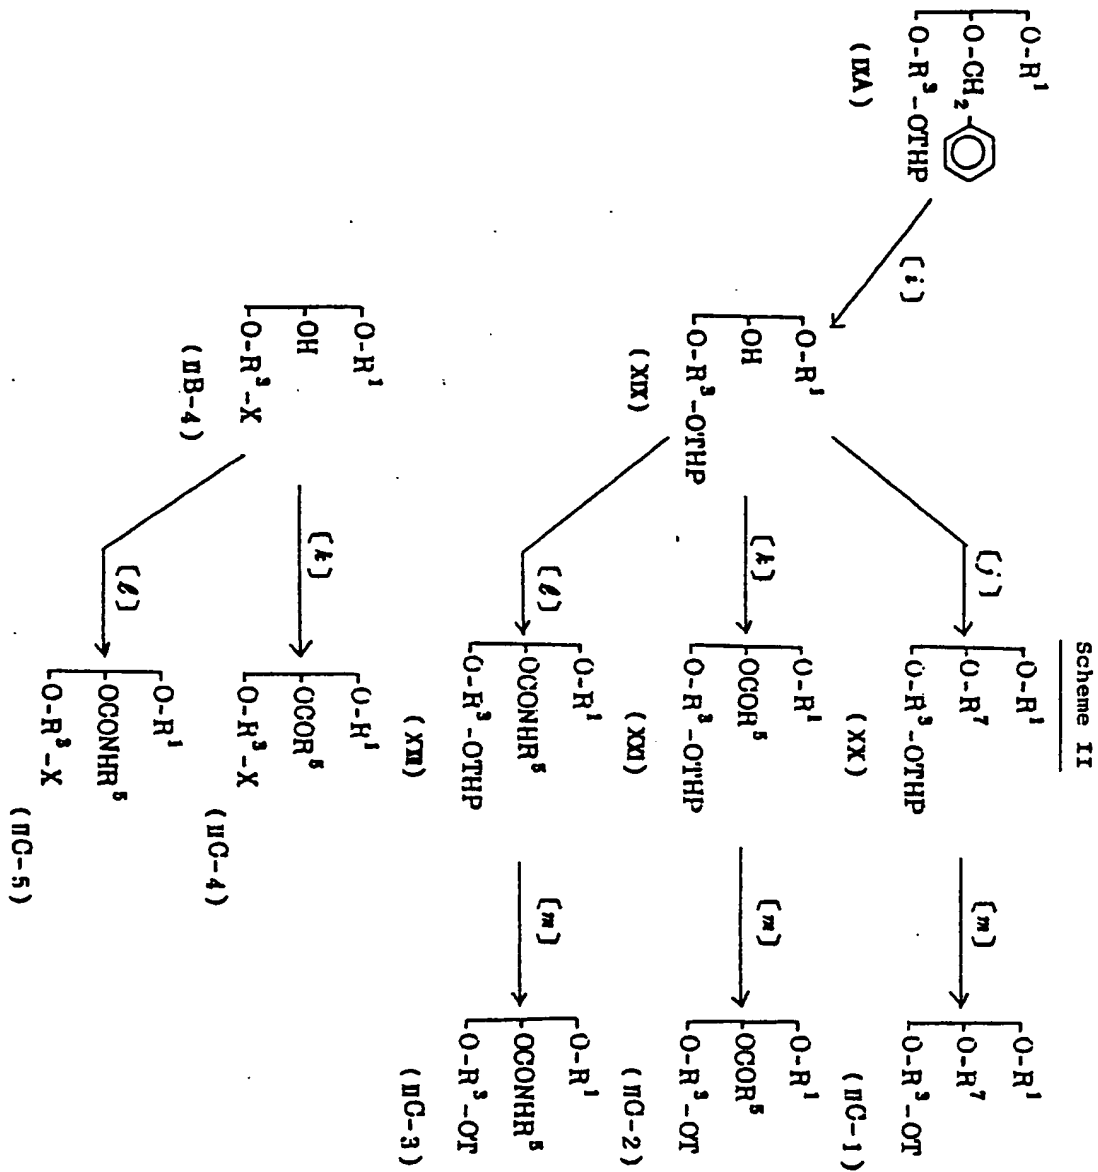 Scheme II
O-R¹
O-R⁷
O-R³-OTHP
(XX)
[j]
[m]
O-R¹
O-R⁷
O-R³-OT
(IIC-1)
O-R¹
O-CH₂-
O-R³-OTHP
(IXA)
[i]
O-R¹
OH
O-R³-OTHP
(XIX)
[k]
O-R¹
OCOR⁵
O-R³-OTHP
(XXI)
[m]
O-R¹
OCOR⁵
O-R³-OT
(IIC-2)
[ℓ]
O-R¹
OCONHR⁵
O-R³-OTHP
(XXII)
[m]
O-R¹
OCONHR⁵
O-R³-OT
(IIC-3)
O-R¹
OH
O-R³-X
(IIB-4)
[k]
O-R¹
OCOR⁵
O-R³-X
(IIC-4)
[ℓ]
O-R¹
OCONHR⁵
O-R³-X
(IIC-5)